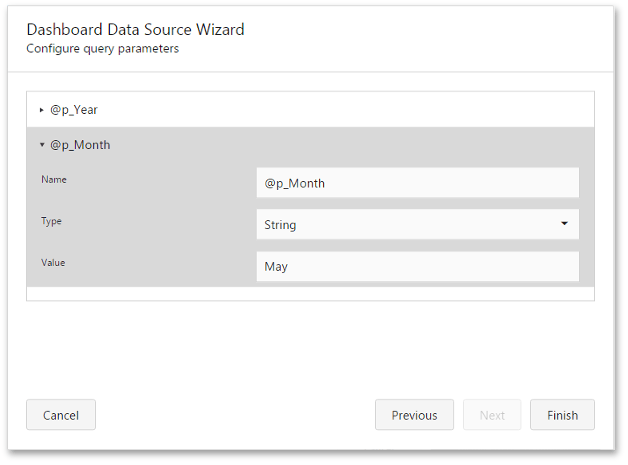 Dashboard Data Source Wizard
Configure query parameters
@p_Year
@p_Month
Name @p_Month
Type String
Value May
Cancel Previous Next Finish